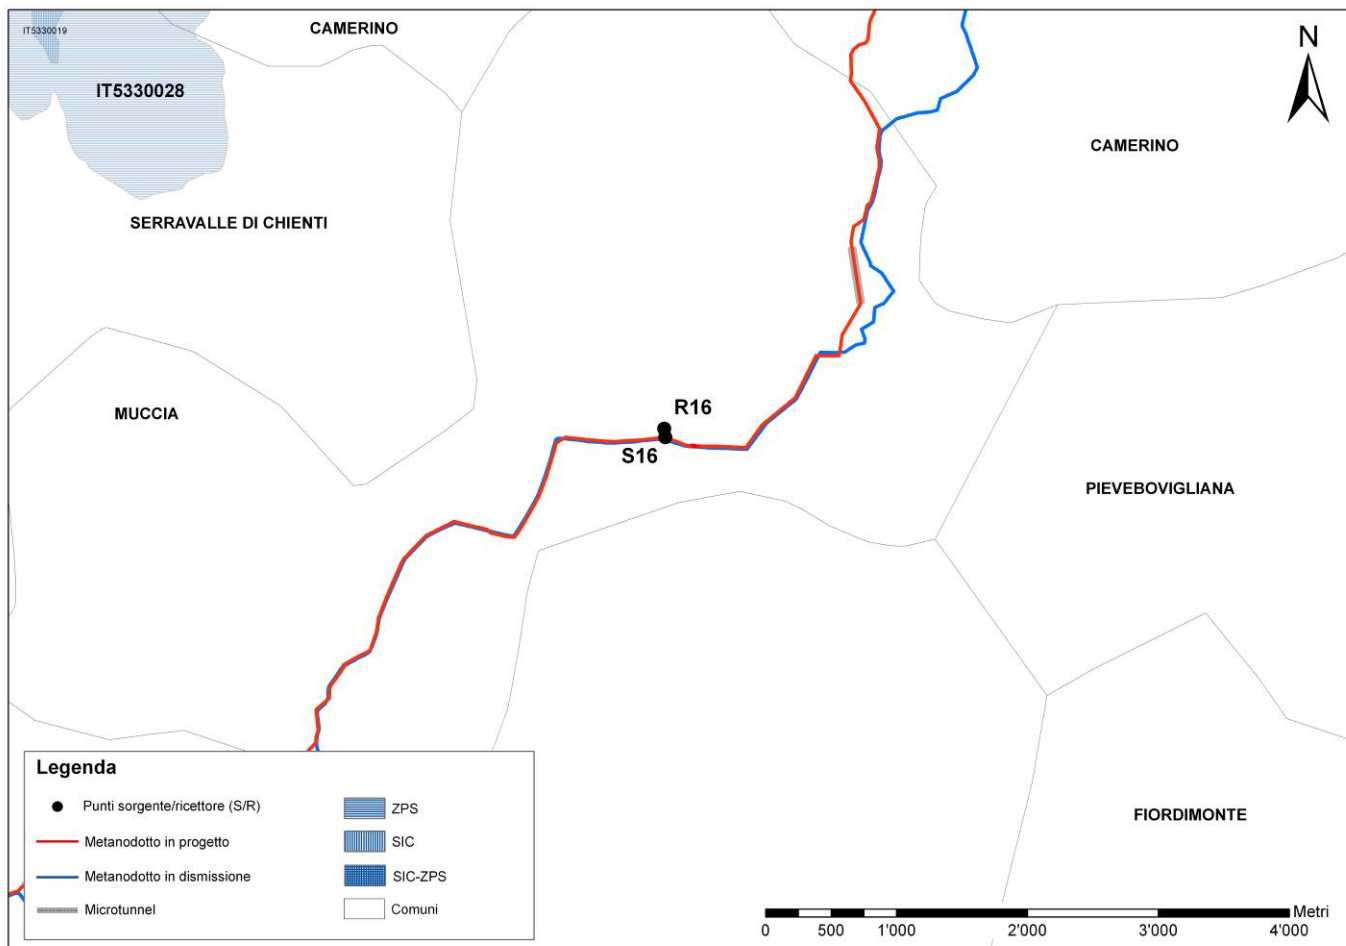 CAMERINO
IT5330019
N
IT5330028
CAMERINO
SERRAVALLE DI CHIENTI
MUCCIA
R16
S16
PIEVEBOVIGLIANA
FIORDIMONTE
Legenda
Punti sorgente/ricettore (S/R)
Metanodotto in progetto
Metanodotto in dismissione
Microtunnel
ZPS
SIC
SIC-ZPS
Comuni
Metri
0 500 1'000 2'000 3'000 4'000